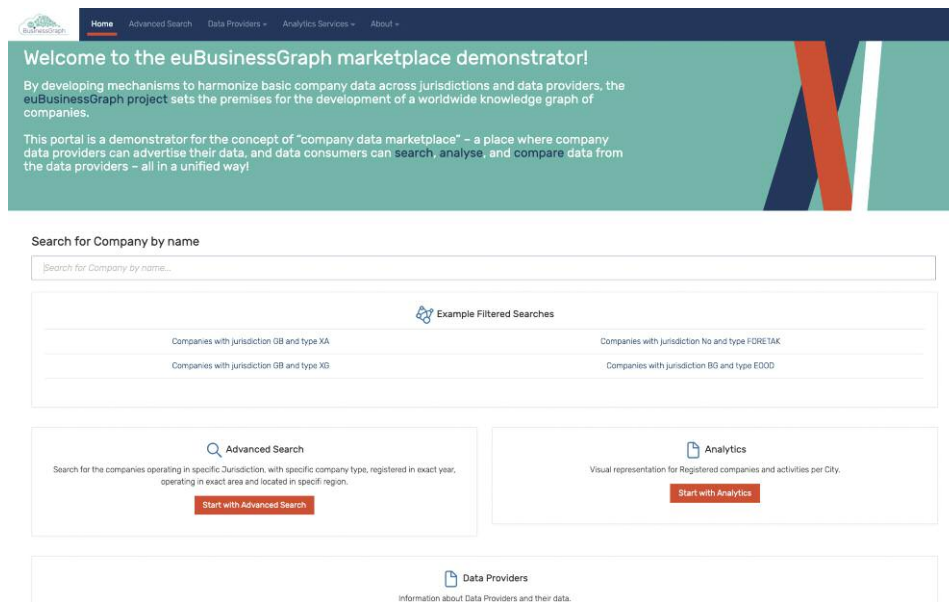 BusinessGraph
Home Advanced Search Data Providers Analytics Services About
Welcome to the euBusinessGraph marketplace demonstrator!
By developing mechanisms to harmonize basic company data across jurisdictions and data providers, the
euBusinessGraph project sets the premises for the development of a worldwide knowledge graph of
companies.
This portal is a demonstrator for the concept of “company data marketplace” – a place where company
data providers can advertise their data, and data consumers can search, analyse, and compare data from
the data providers – all in a unified way!
Search for Company by name
Search for Company by name...
Example Filtered Searches
Companies with jurisdiction GB and type XA
Companies with jurisdiction No and type FORETAK
Companies with jurisdiction GB and type XG
Companies with jurisdiction BG and type EOOD
Advanced Search
Search for the companies operating in specific Jurisdiction, with specific company type, registered in exact year,
operating in exact area and located in specifi region.
Start with Advanced Search
Analytics
Visual representation for Registered companies and activities per City.
Start with Analytics
Data Providers
Information about Data Providers and their data.